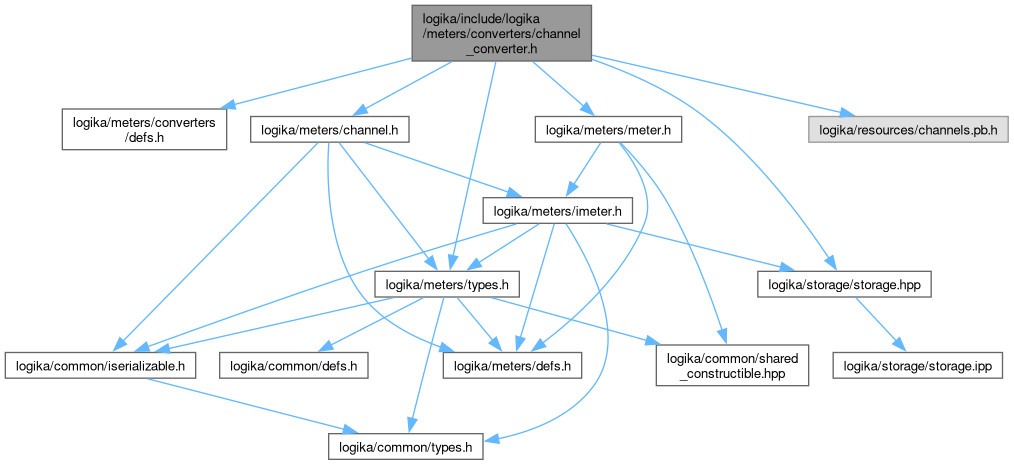 logika/include/logika
/meters/converters/channel
_converter.h
logika/meters/converters
/defs.h
logika/meters/channel.h
logika/meters/meter.h
logika/resources/channels.pb.h
logika/meters/imeter.h
logika/meters/types.h
logika/storage/storage.hpp
logika/common/iserializable.h
logika/common/defs.h
logika/meters/defs.h
logika/common/shared
_constructible.hpp
logika/storage/storage.ipp
logika/common/types.h